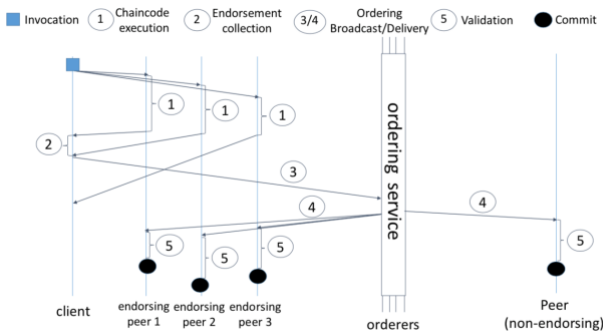 Invocation
1
Chaincode
execution
2
Endorsement
collection
3/4
Ordering
Broadcast/Delivery
5
Validation
Commit
1
1
1
2
3
4
4
5
5
5
5
ordering service
client
endorsing
peer 1
endorsing
peer 2
endorsing
peer 3
orderers
Peer
(non-endorsing)